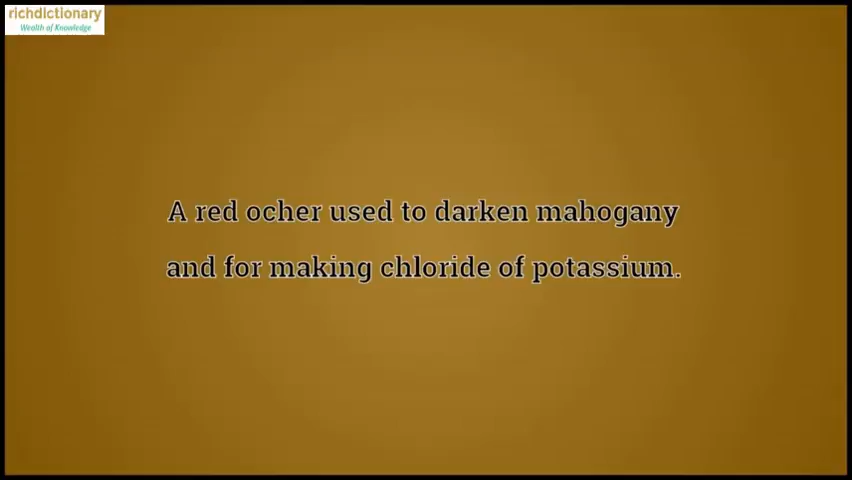 richdictionary
Wealth of Knowledge
A red ocher used to darken mahogany
and for making chloride of potassium.